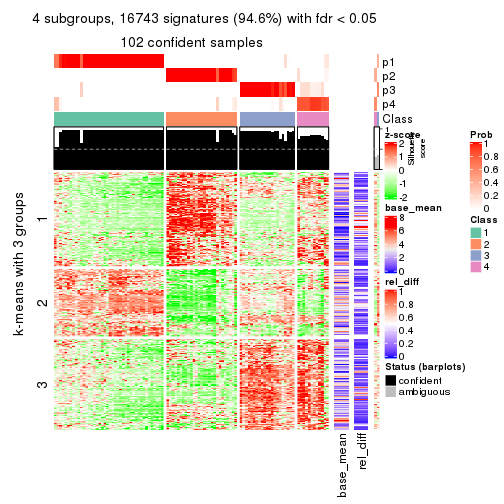 4 subgroups, 16743 signatures (94.6%) with fdr < 0.05
102 confident samples
p1
p2
p3
p4
Class
1
Silhouette
score
k-means with 3 groups
1
2
3
base_mean
rel_diff
z-score
2
1
0
-1
-2
base_mean
8
6
4
2
0
rel_diff
1
0.8
0.6
0.4
0.2
0
Status (barplots)
confident
ambiguous
Prob
1
0.8
0.6
0.4
0.2
0
Class
1
2
3
4